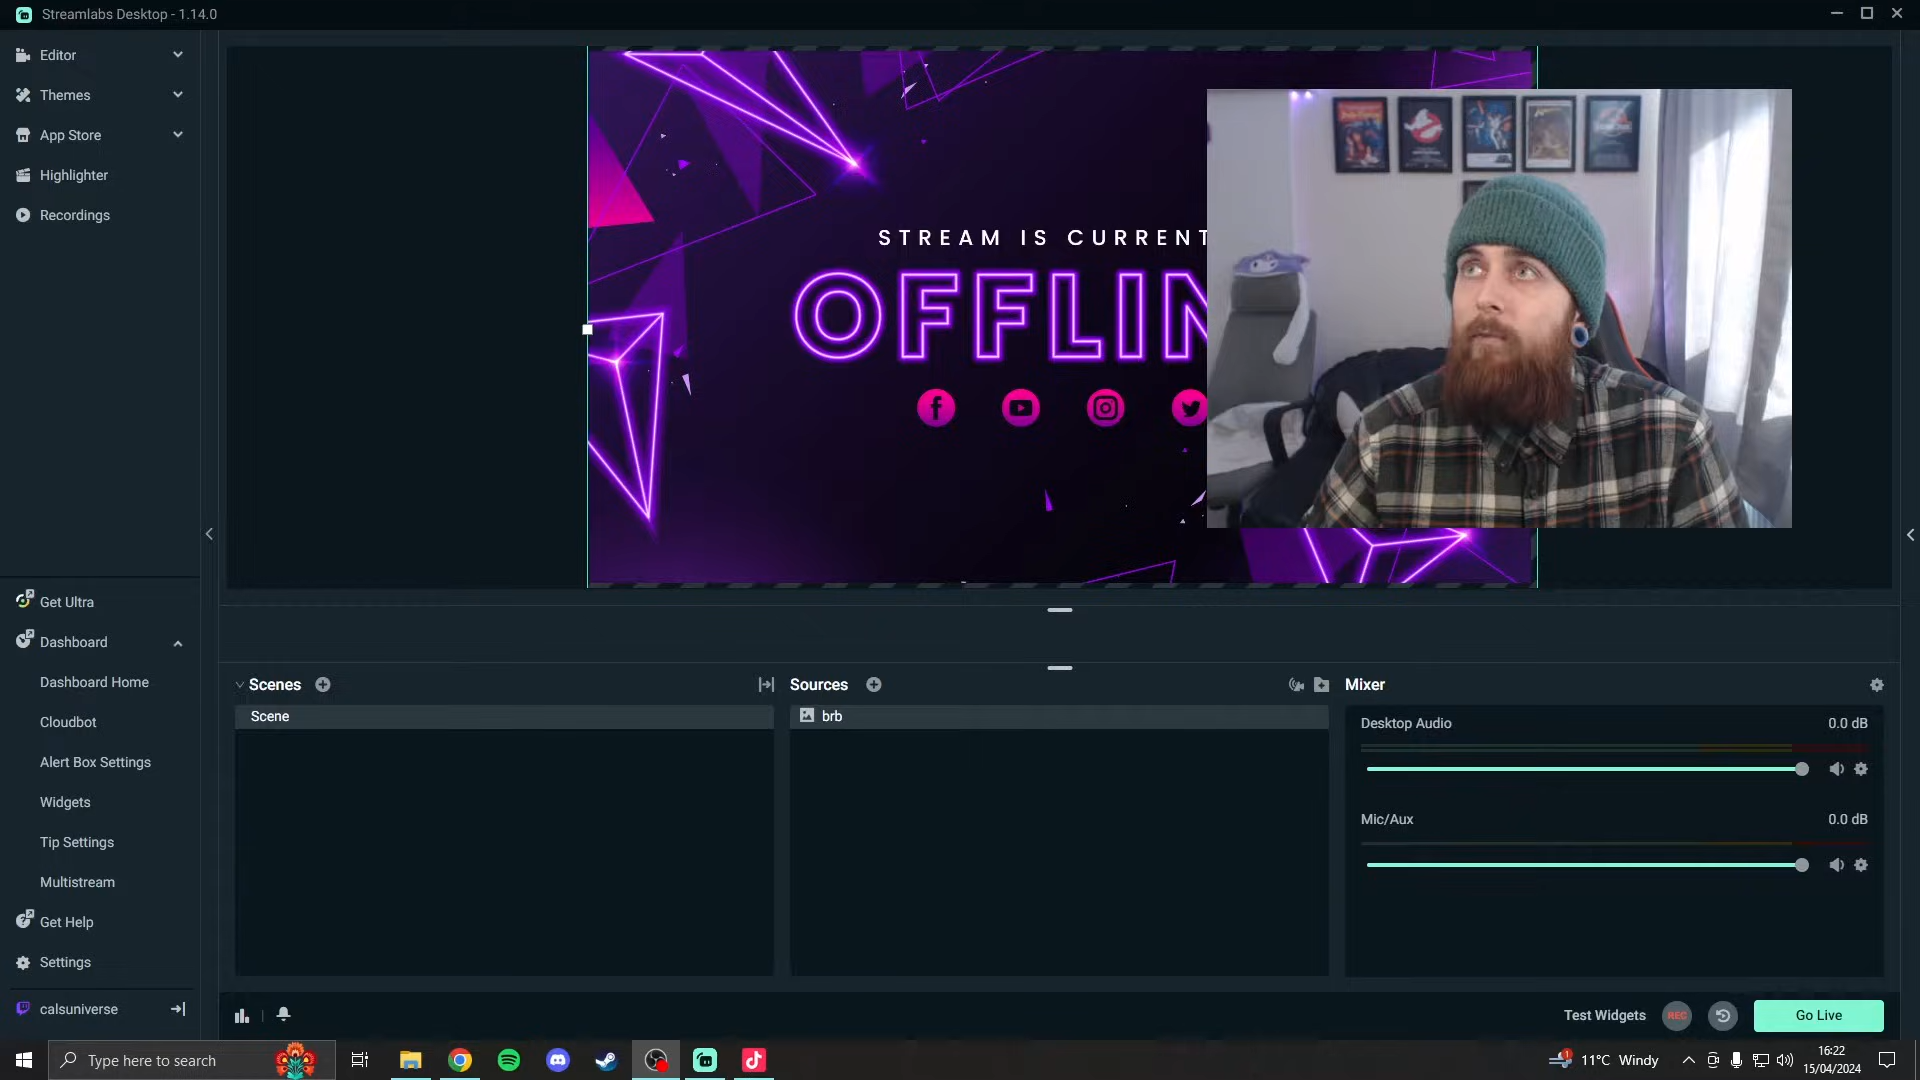 Streamlabs Desktop - 1.14.0
Editor
Themes
App Store
Highlighter
Recordings
STREAM IS CURRENT
OFFLIN
Get Ultra
Dashboard
Dashboard Home
Cloudbot
Alert Box Settings
Widgets
Tip Settings
Multistream
Get Help
Settings
calsuniverse
Scenes
Scene
Sources
brb
Mixer
Desktop Audio 0.0 dB
Mic/Aux 0.0 dB
Test Widgets
REC
Go Live
Type here to search
1
11°C Windy
16:22
15/04/2024